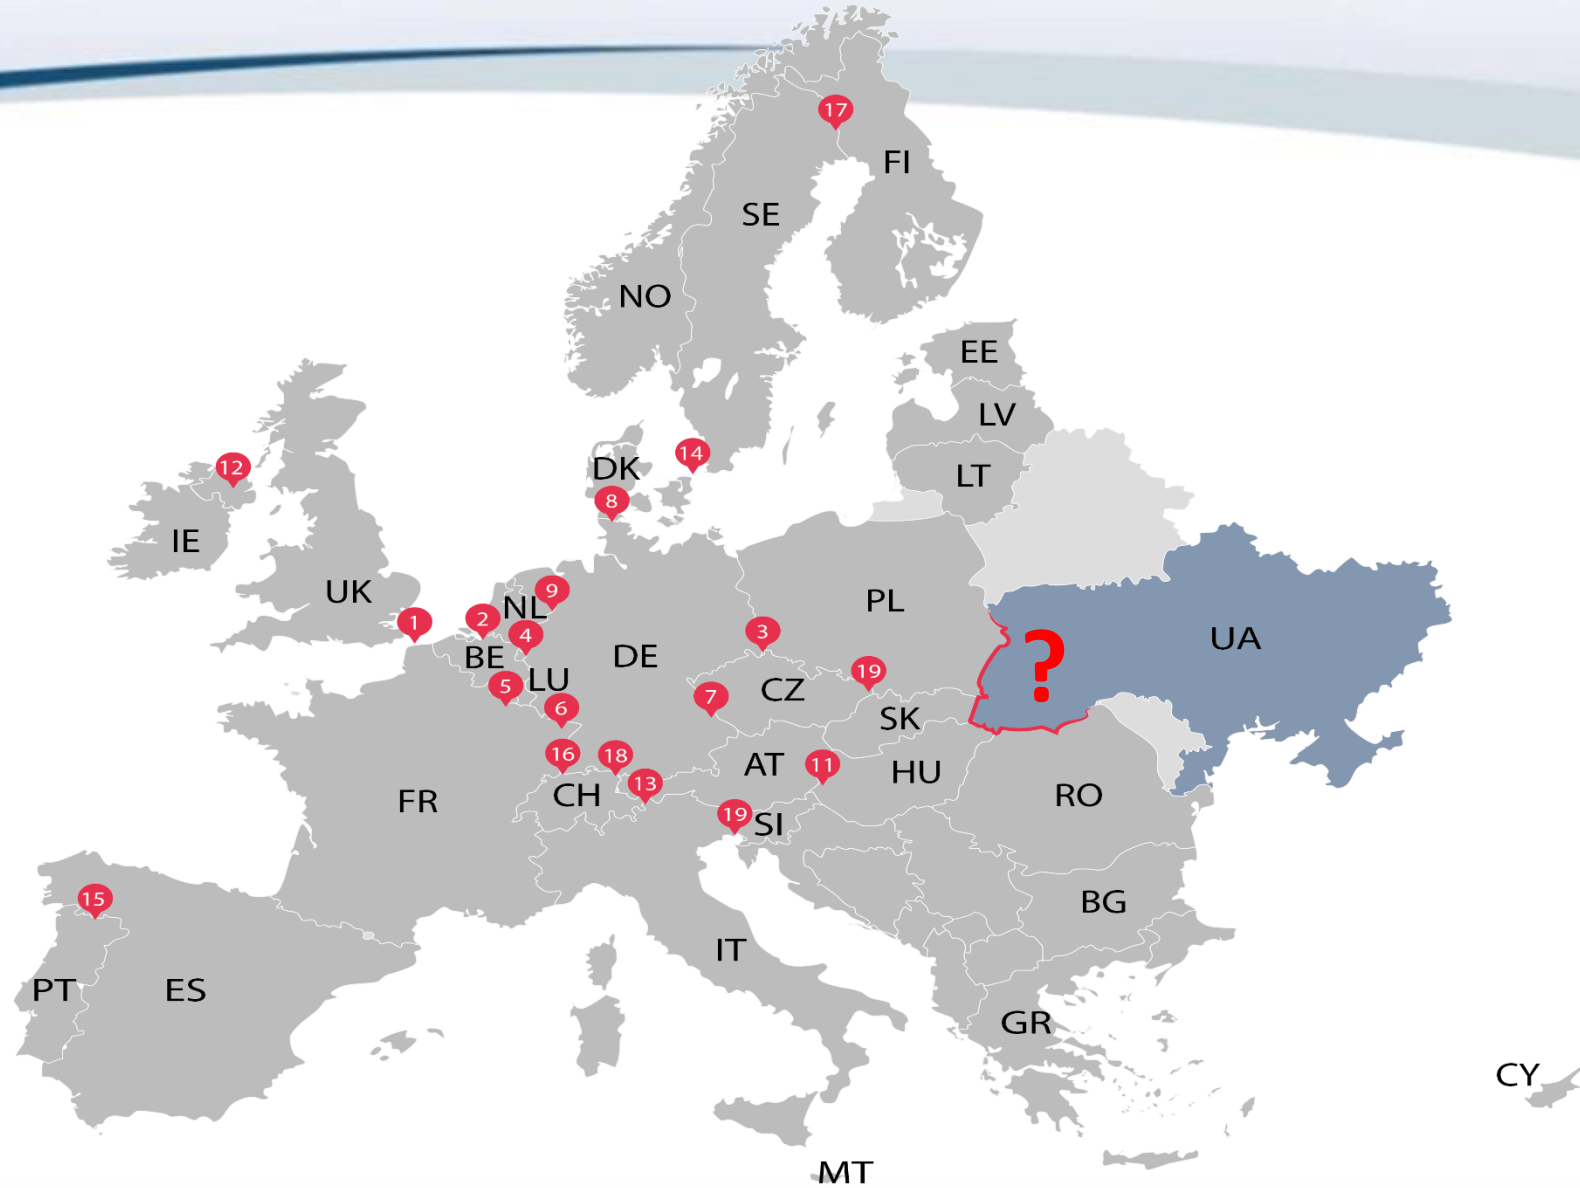 17
FI
SE
NO
EE
LV
14
12
DK
LT
8
IE
UK
9
NL
PL
2
1
4
3
?
UA
BE
DE
19
LU
CZ
5
7
6
SK
16
18
AT
11
HU
13
CH
FR
RO
19
SI
15
BG
IT
PT
ES
GR
CY
MT